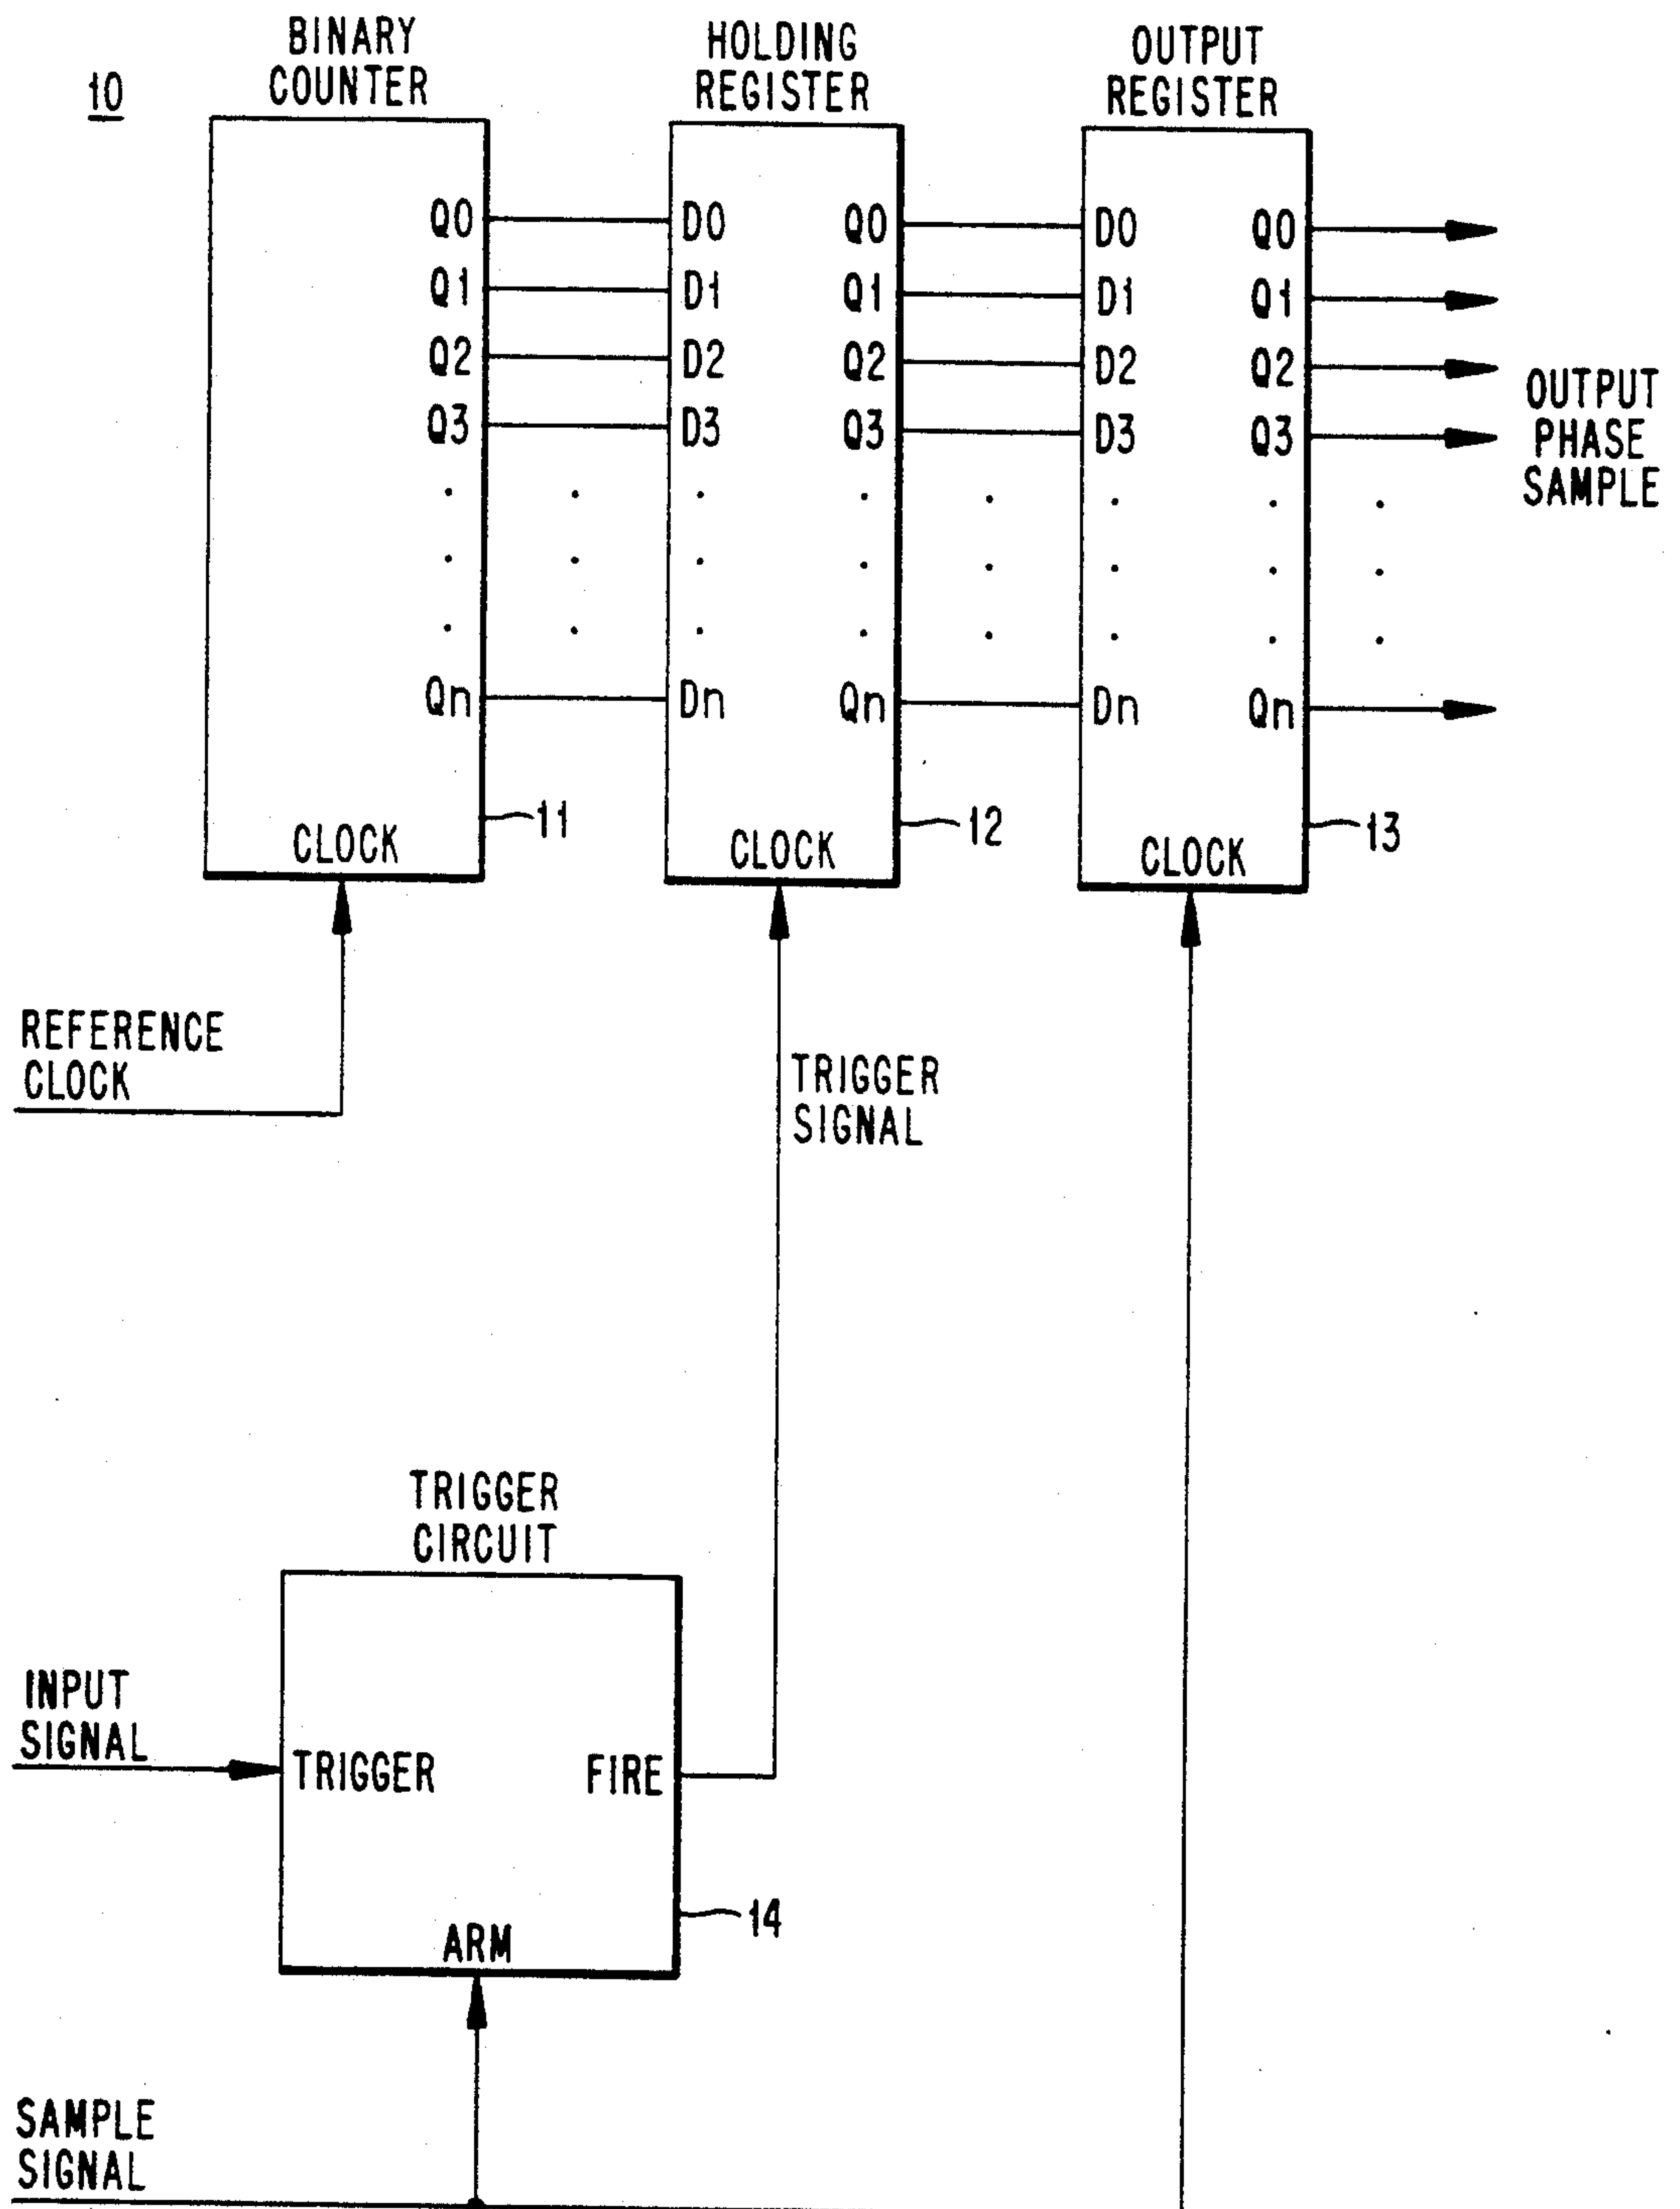 10
BINARY
COUNTER
HOLDING
REGISTER
OUTPUT
REGISTER
Q0
D0
Q0
D0
Q0
Q1
D1
Q1
D1
Q1
Q2
D2
Q2
D2
Q2
Q3
D3
Q3
D3
Q3
OUTPUT
PHASE
SAMPLE
Qn
Dn
Qn
Dn
Qn
11
12
13
CLOCK
CLOCK
CLOCK
REFERENCE
CLOCK
TRIGGER
SIGNAL
TRIGGER
CIRCUIT
INPUT
SIGNAL
TRIGGER
FIRE
14
ARM
SAMPLE
SIGNAL